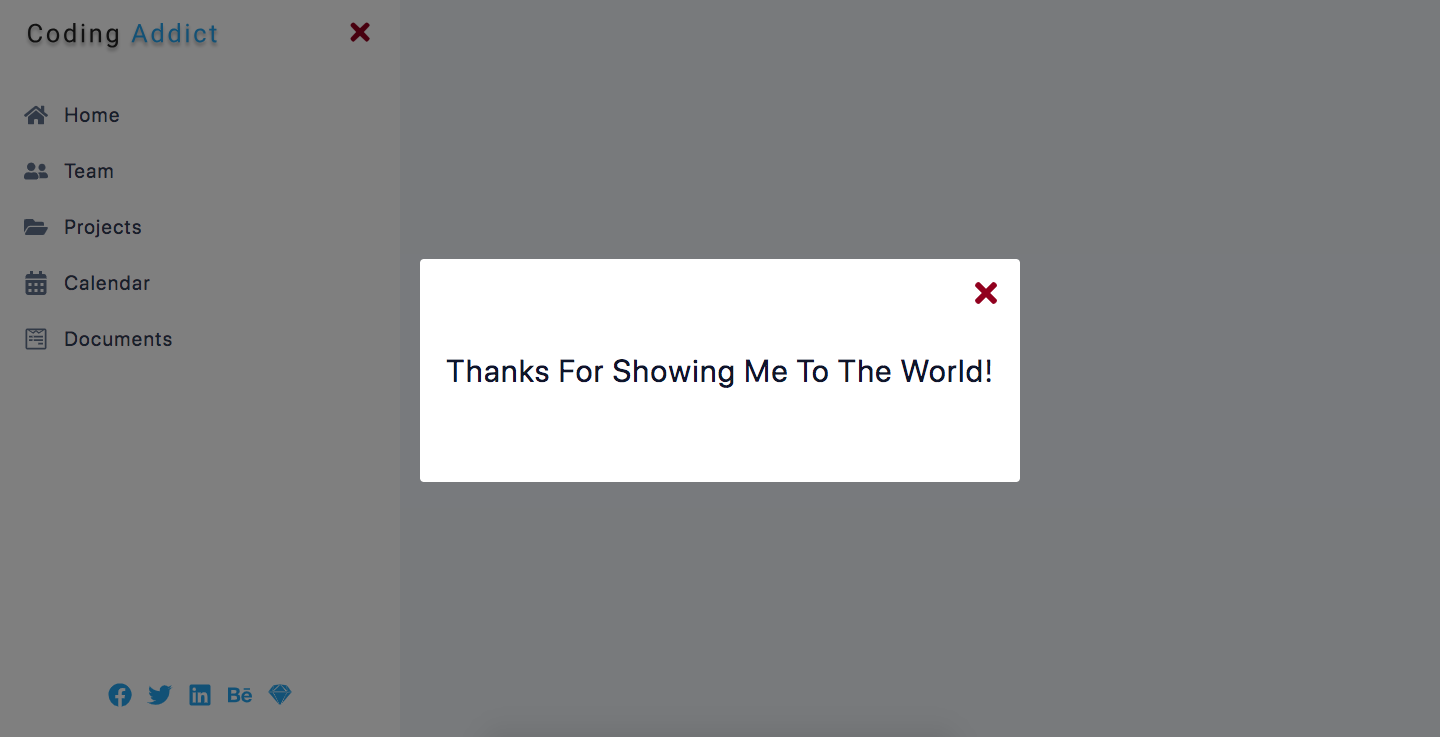 Coding Addict
Home
Team
Projects
Calendar
Documents
Thanks For Showing Me To The World!
Bē